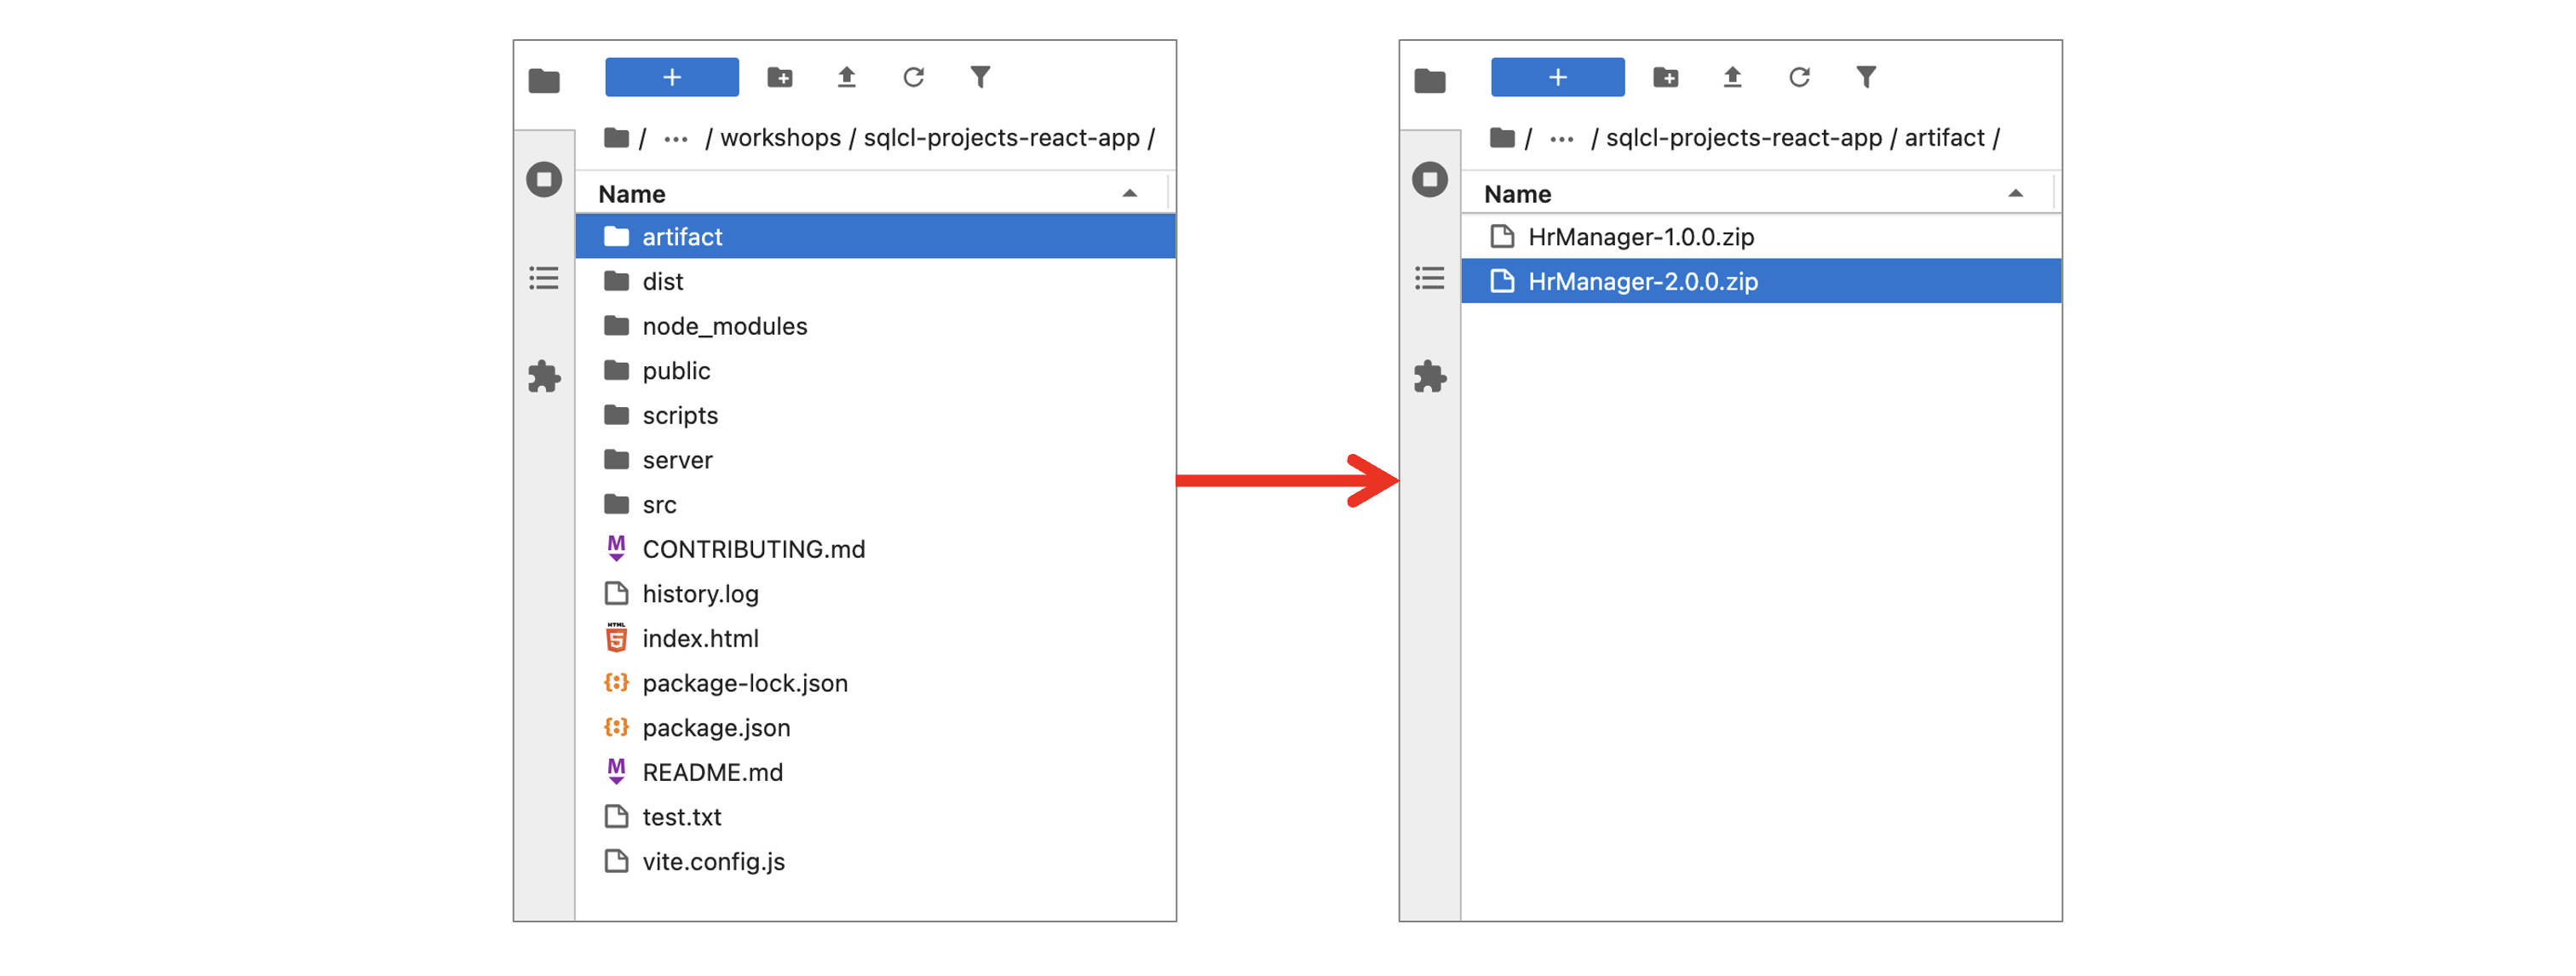 +
/ ··· / workshops / sqlcl-projects-react-app /
Name
artifact
dist
node_modules
public
scripts
server
src
CONTRIBUTING.md
history.log
index.html
package-lock.json
package.json
README.md
test.txt
vite.config.js
+
/ ··· / sqlcl-projects-react-app / artifact /
Name
HrManager-1.0.0.zip
HrManager-2.0.0.zip